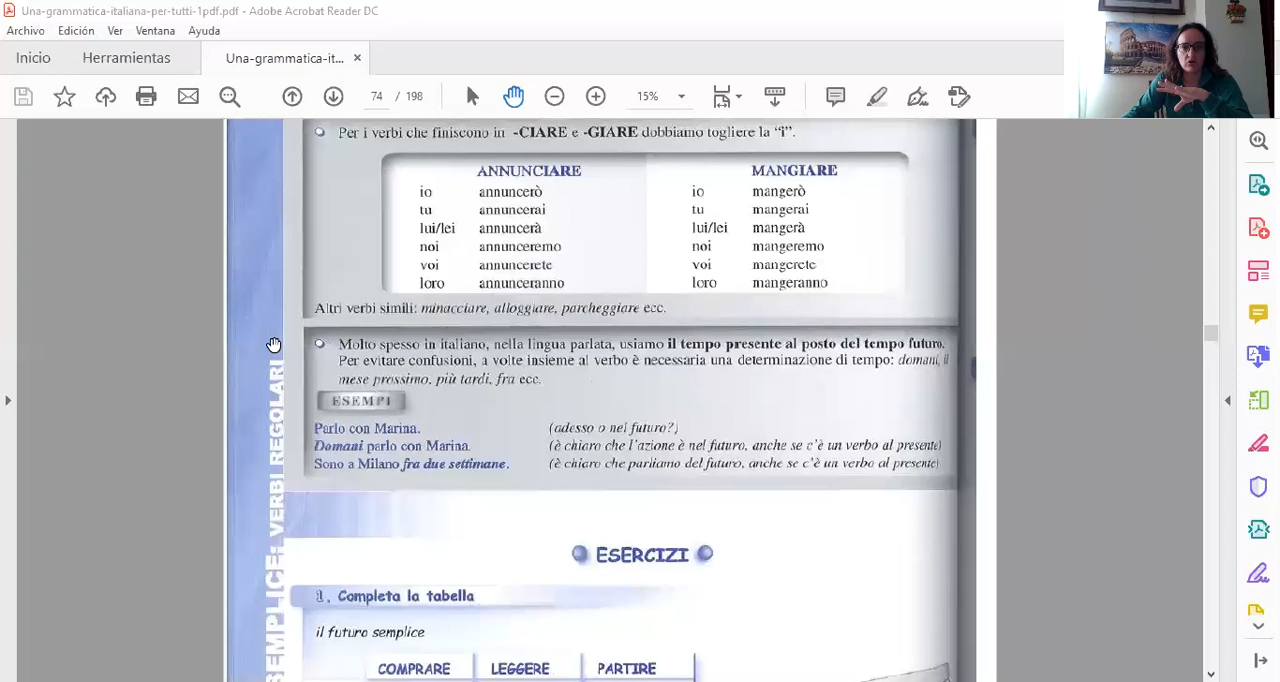 Una-grammatica-italiana-per-tutti-1pdf.pdf - Adobe Acrobat Reader DC
Archivo Edición Ver Ventana Ayuda
Inicio Herramientas Una-grammatica-it... ×
74 / 198 15%
Per i verbi che finiscono in -CIARE e -GIARE dobbiamo togliere la "i".
ANNUNCIARE MANGIARE
io annuncerò io mangerò
tu annuncerai tu mangerai
lui/lei annuncerà lui/lei mangerà
noi annunceremo noi mangeremo
voi annuncerete voi mangerete
loro annunceranno loro mangeranno
Altri verbi simili: minacciare, alloggiare, parcheggiare ecc.
Molto spesso in italiano, nella lingua parlata, usiamo il tempo presente al posto del tempo futuro.
Per evitare confusioni, a volte insieme al verbo è necessaria una determinazione di tempo: domani, il
mese prossimo, più tardi, fra ecc.
ESEMPI
Parlo con Marina. (adesso o nel futuro?)
Domani parlo con Marina. (è chiaro che l'azione è nel futuro, anche se c'è un verbo al presente)
Sono a Milano fra due settimane. (è chiaro che parliamo del futuro, anche se c'è un verbo al presente)
SEMPLICE: VERBI REGOLARI
ESERCIZI
1. Completa la tabella
il futuro semplice
COMPRARE LEGGERE PARTIRE